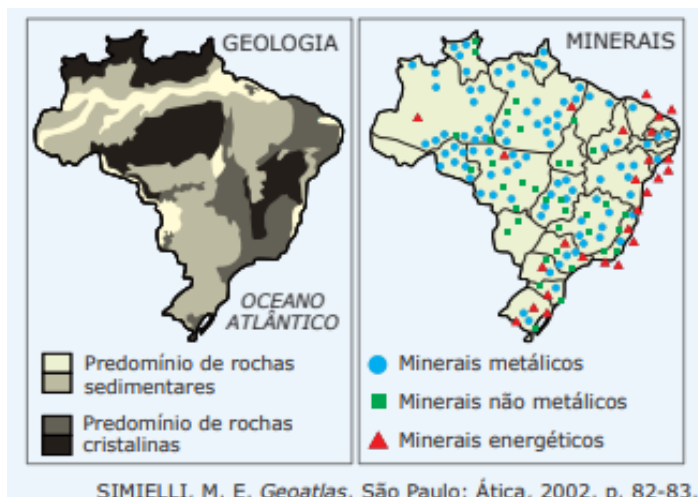 GEOLOGIA
OCEANO
ATLÂNTICO
Predomínio de rochas
sedimentares
Predomínio de rochas
cristalinas
MINERAIS
Minerais metálicos
Minerais não metálicos
Minerais energéticos
SIMIELLI, M. E. Geoatlas. São Paulo: Ática, 2002. p. 82-83.